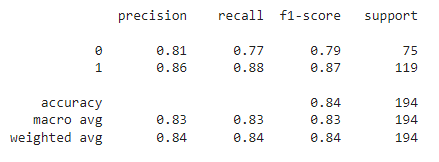 precision recall f1-score support
0 0.81 0.77 0.79 75
1 0.86 0.88 0.87 119
accuracy 0.84 194
macro avg 0.83 0.83 0.83 194
weighted avg 0.84 0.84 0.84 194